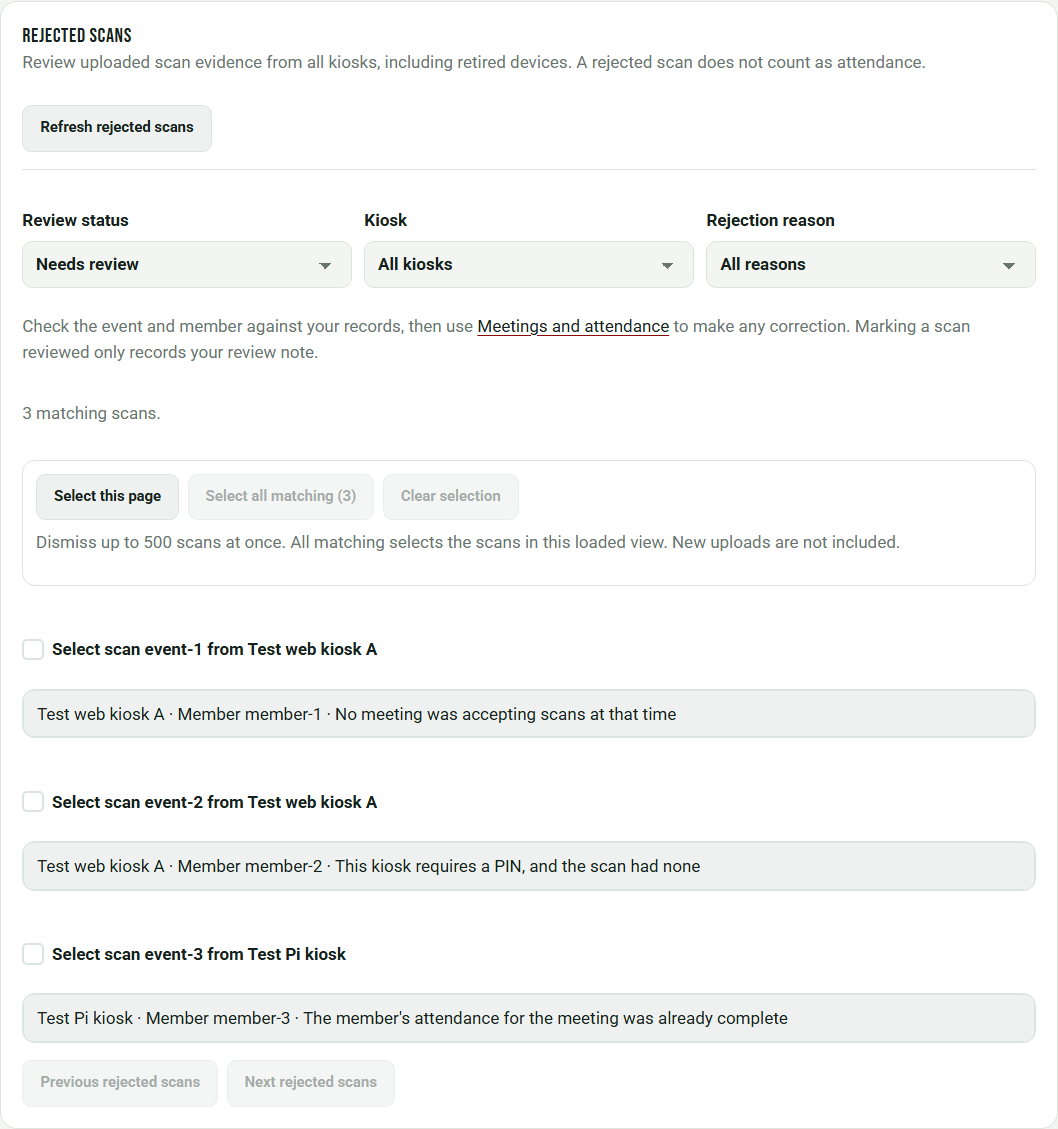 REJECTED SCANS
Review uploaded scan evidence from all kiosks, including retired devices. A rejected scan does not count as attendance.
Refresh rejected scans
Review status
Kiosk
Rejection reason
Needs review
All kiosks
All reasons
Check the event and member against your records, then use Meetings and attendance to make any correction. Marking a scan
reviewed only records your review note.
3 matching scans.
Select this page
Select all matching (3)
Clear selection
Dismiss up to 500 scans at once. All matching selects the scans in this loaded view. New uploads are not included.
Select scan event-1 from Test web kiosk A
Test web kiosk A · Member member-1 · No meeting was accepting scans at that time
Select scan event-2 from Test web kiosk A
Test web kiosk A · Member member-2 · This kiosk requires a PIN, and the scan had none
Select scan event-3 from Test Pi kiosk
Test Pi kiosk · Member member-3 · The member's attendance for the meeting was already complete
Previous rejected scans
Next rejected scans